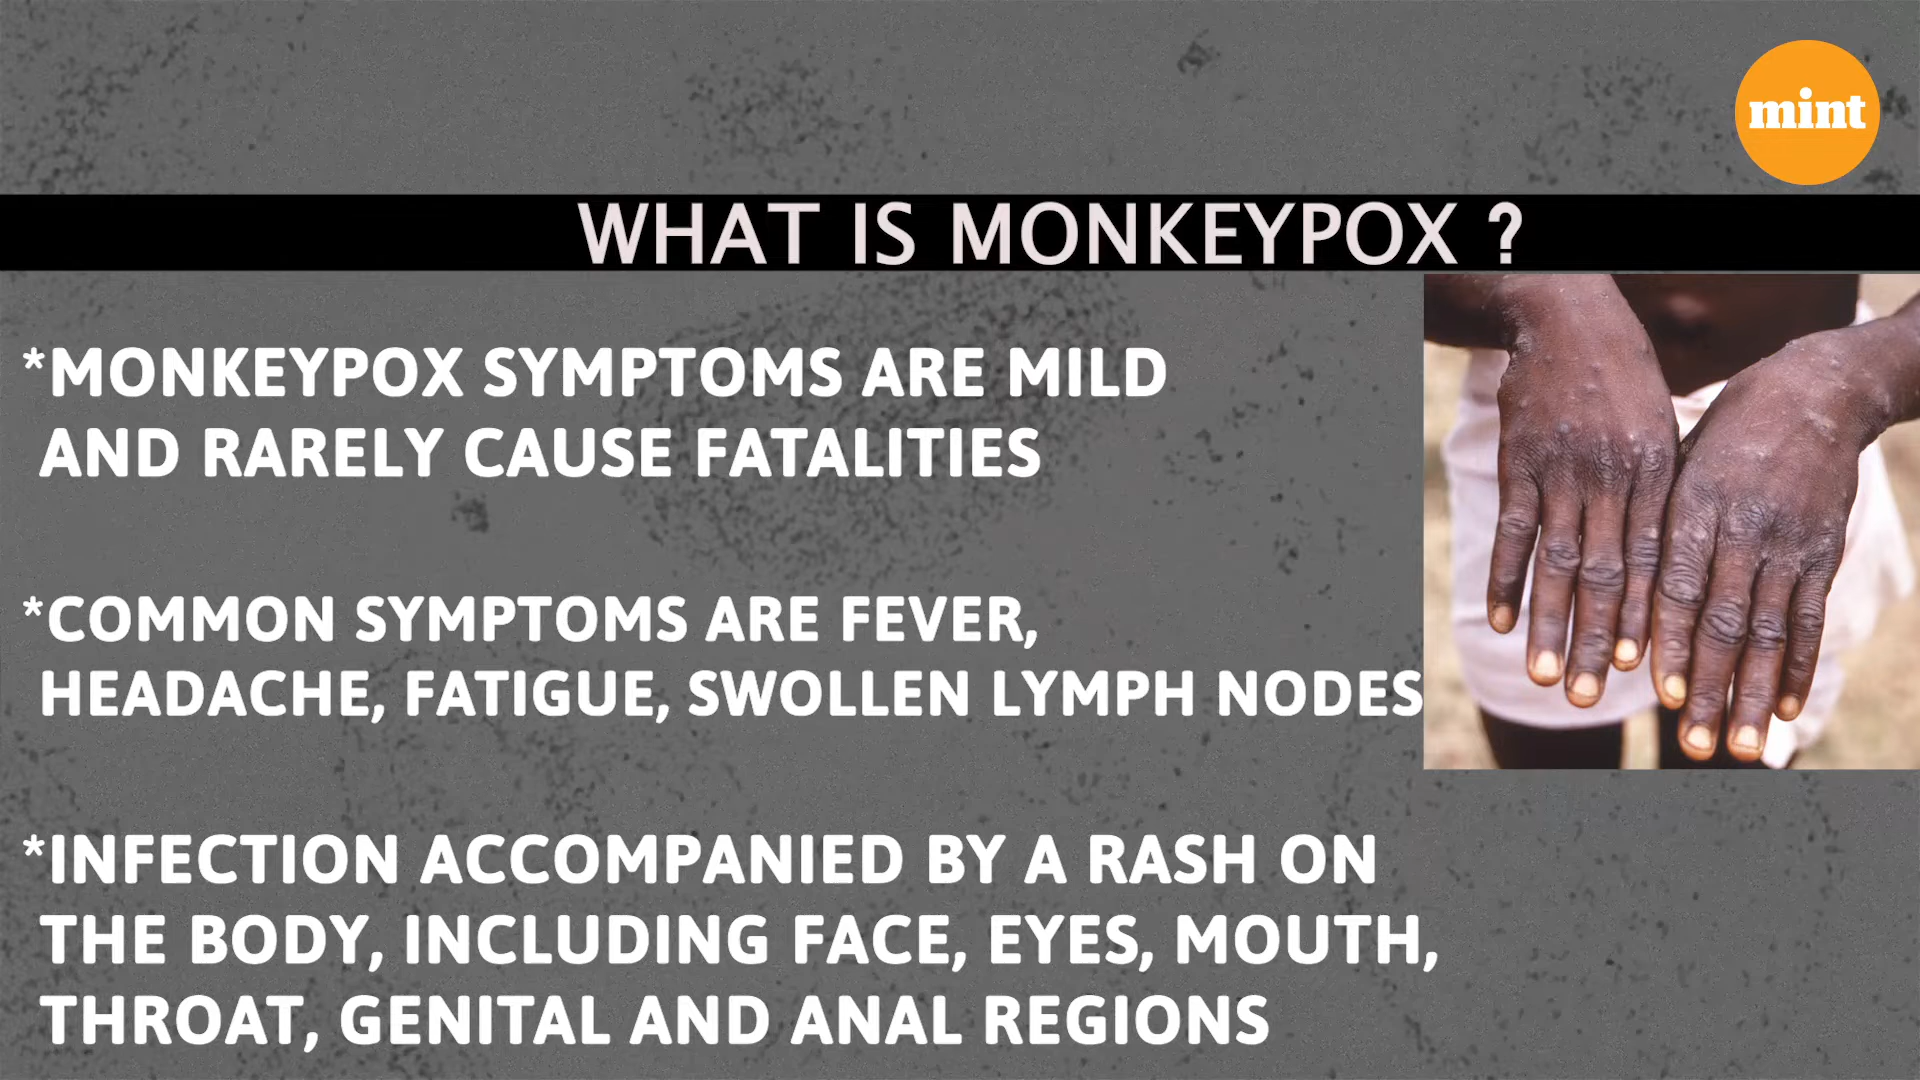 mint
WHAT IS MONKEYPOX ?
*MONKEYPOX SYMPTOMS ARE MILD
AND RARELY CAUSE FATALITIES
*COMMON SYMPTOMS ARE FEVER,
HEADACHE, FATIGUE, SWOLLEN LYMPH NODES
*INFECTION ACCOMPANIED BY A RASH ON
THE BODY, INCLUDING FACE, EYES, MOUTH,
THROAT, GENITAL AND ANAL REGIONS